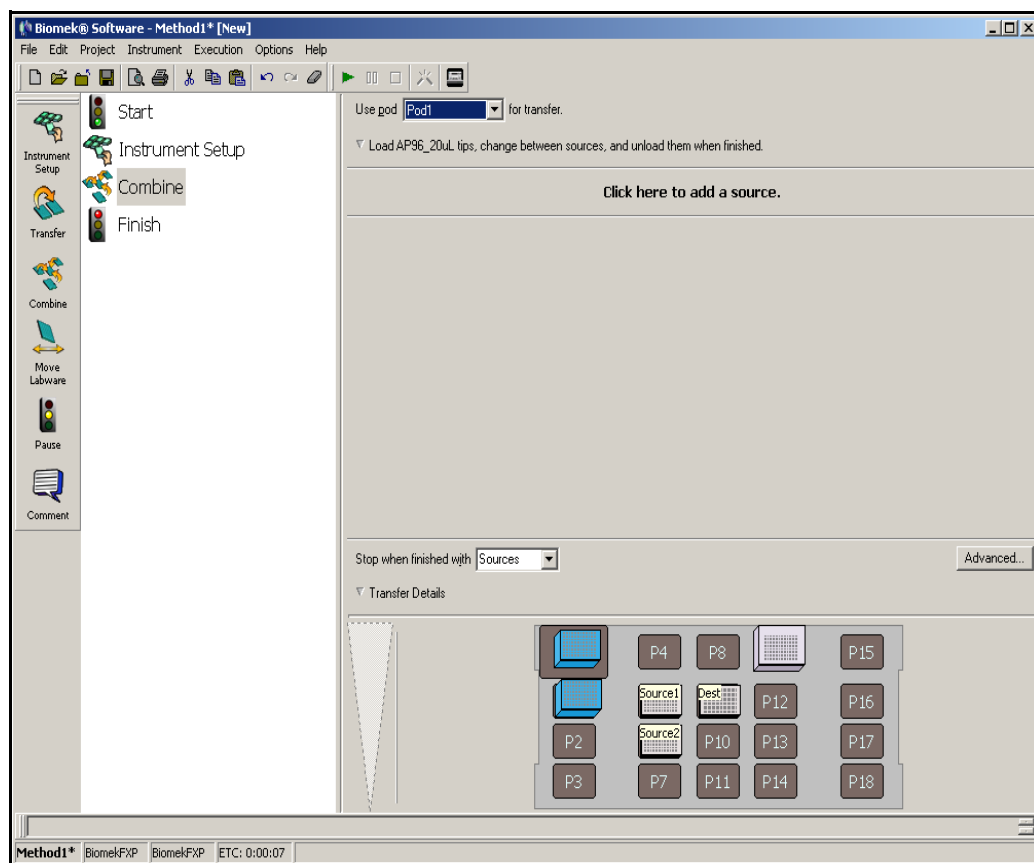 Biomek® Software - Method1* [New]
File Edit Project Instrument Execution Options Help
Instrument
Setup
Transfer
Combine
Move
Labware
Pause
Comment
Start
Instrument Setup
Combine
Finish
Use pod Pod1 for transfer.
Load AP96_20uL tips, change between sources, and unload them when finished.
Click here to add a source.
Stop when finished with Sources
Advanced...
Transfer Details
P4 P8 P15
Source1 Dest P12 P16
P2 Source2 P10 P13 P17
P3 P7 P11 P14 P18
Method1* BiomekFXP BiomekFXP ETC: 0:00:07